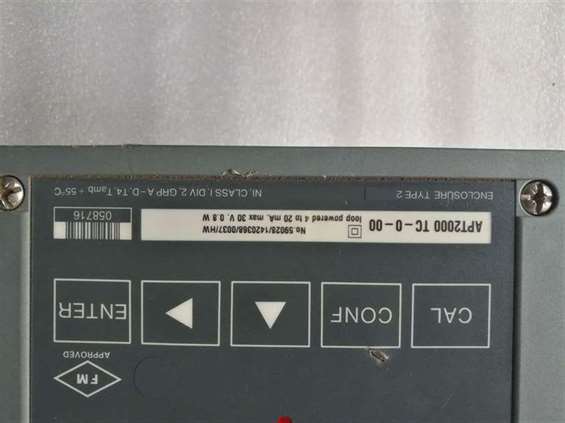 FM
APPROVED
CAL
CONF
ENTER
APT2000 TC-0-00
No.59026/1420368/0037/HW
loop powered 4 to 20 mA, max 30 V, 0.8 W
058716
ENCLOSURE TYPE 2
NI, CLASS I, DIV 2, GRP A-D, T4, Tamb + 55°C